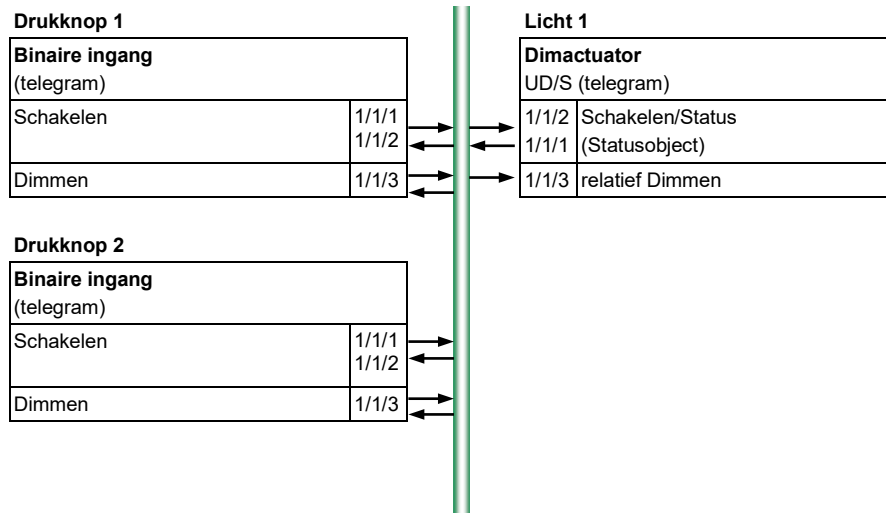 Drukknop 1
Binaire ingang
(telegram)
Schakelen 1/1/1
1/1/2
Dimmen 1/1/3
Licht 1
Dimactuator
UD/S (telegram)
1/1/2 Schakelen/Status
1/1/1 (Statusobject)
1/1/3 relatief Dimmen
Drukknop 2
Binaire ingang
(telegram)
Schakelen 1/1/1
1/1/2
Dimmen 1/1/3